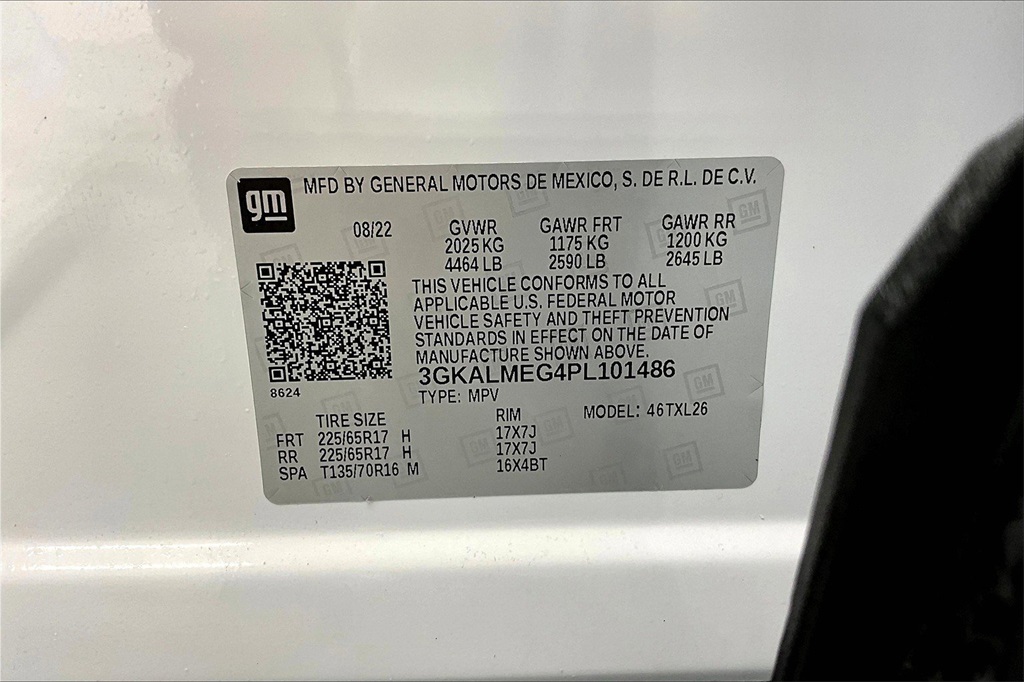 gm MFD BY GENERAL MOTORS DE MEXICO, S. DE R.L. DE C.V.
08/22 GVWR GAWR FRT GAWR RR
2025 KG 1175 KG 1200 KG
4464 LB 2590 LB 2645 LB
THIS VEHICLE CONFORMS TO ALL
APPLICABLE U.S. FEDERAL MOTOR
VEHICLE SAFETY AND THEFT PREVENTION
STANDARDS IN EFFECT ON THE DATE OF
MANUFACTURE SHOWN ABOVE.
3GKALMEG4PL101486
8624 TYPE: MPV MODEL: 46TXL26
TIRE SIZE RIM
FRT 225/65R17 H 17X7J
RR 225/65R17 H 17X7J
SPA T135/70R16 M 16X4BT